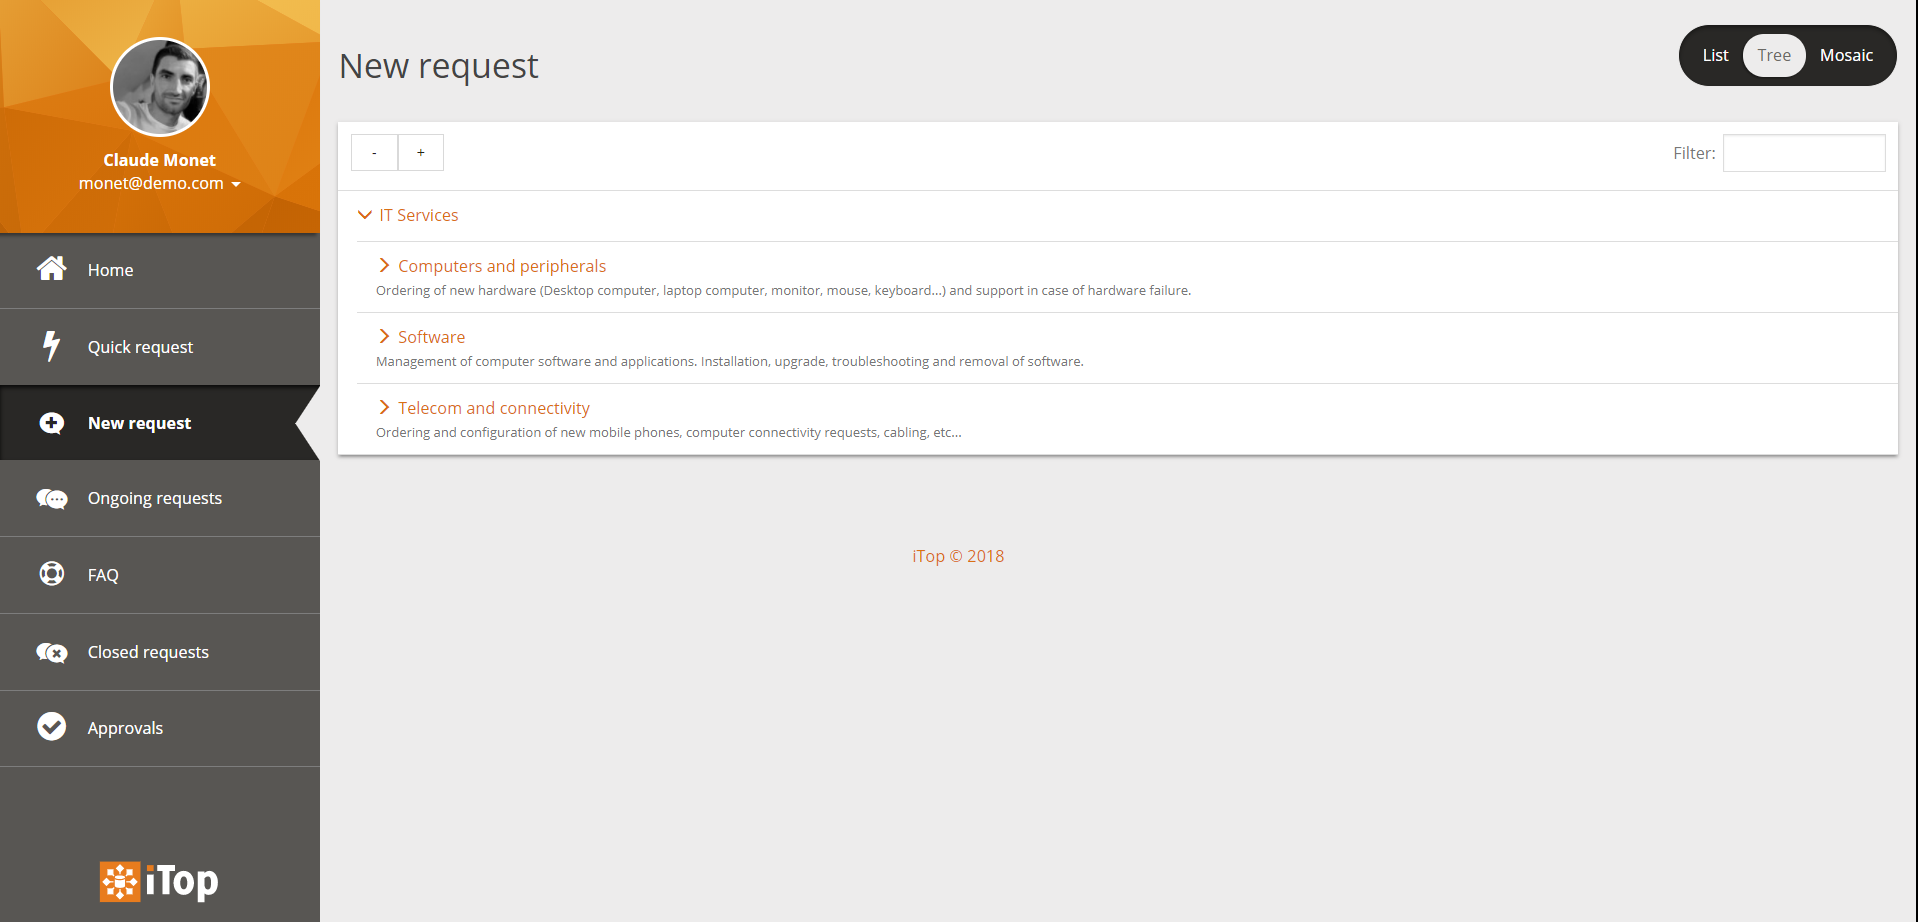 Claude Monet
monet@demo.com
Home
Quick request
New request
Ongoing requests
FAQ
Closed requests
Approvals
iTop
New request
List Tree Mosaic
- +
Filter:
IT Services
Computers and peripherals
Ordering of new hardware (Desktop computer, laptop computer, monitor, mouse, keyboard...) and support in case of hardware failure.
Software
Management of computer software and applications. Installation, upgrade, troubleshooting and removal of software.
Telecom and connectivity
Ordering and configuration of new mobile phones, computer connectivity requests, cabling, etc...
iTop © 2018